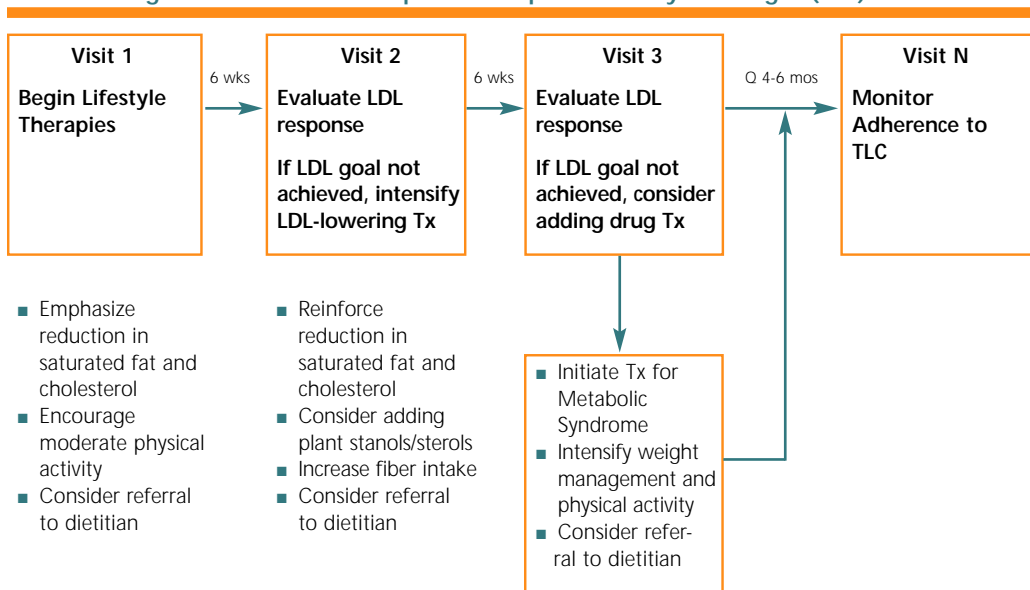 Visit 1
Begin Lifestyle
Therapies
6 wks
Visit 2
Evaluate LDL
response
If LDL goal not
achieved, intensify
LDL-lowering Tx
6 wks
Visit 3
Evaluate LDL
response
If LDL goal not
achieved, consider
adding drug Tx
Q 4-6 mos
Visit N
Monitor
Adherence to
TLC
■ Emphasize
reduction in
saturated fat and
cholesterol
■ Encourage
moderate physical
activity
■ Consider referral
to dietitian
■ Reinforce
reduction in
saturated fat and
cholesterol
■ Consider adding
plant stanols/sterols
■ Increase fiber intake
■ Consider referral
to dietitian
■ Initiate Tx for
Metabolic
Syndrome
■ Intensify weight
management and
physical activity
■ Consider refer-
ral to dietitian